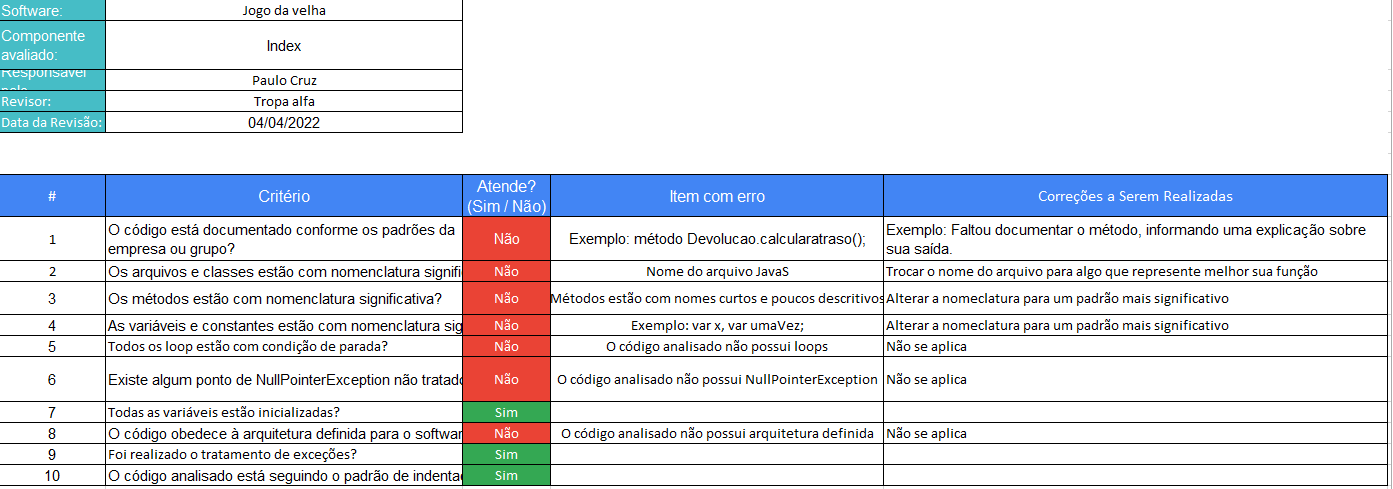 Software: Jogo da velha
Componente
avaliado: Index
Responsável Paulo Cruz
Revisor: Tropa alfa
Data da Revisão: 04/04/2022
# Critério Atende?
(Sim / Não) Item com erro Correções a Serem Realizadas
1 O código está documentado conforme os padrões da
empresa ou grupo? Não Exemplo: método Devolucao.calcularatraso(); Exemplo: Faltou documentar o método, informando uma explicação sobre
sua saída.
2 Os arquivos e classes estão com nomenclatura signifi Não Nome do arquivo JavaS Trocar o nome do arquivo para algo que represente melhor sua função
3 Os métodos estão com nomenclatura significativa? Não Métodos estão com nomes curtos e poucos descritivos Alterar a nomeclatura para um padrão mais significativo
4 As variáveis e constantes estão com nomenclatura sig Não Exemplo: var x, var umaVez; Alterar a nomeclatura para um padrão mais significativo
5 Todos os loop estão com condição de parada? Não O código analisado não possui loops Não se aplica
6 Existe algum ponto de NullPointerException não tratado Não O código analisado não possui NullPointerException Não se aplica
7 Todas as variáveis estão inicializadas? Sim
8 O código obedece à arquitetura definida para o softwar Não O código analisado não possui arquitetura definida Não se aplica
9 Foi realizado o tratamento de exceções? Sim
10 O código analisado está seguindo o padrão de indentaç Sim